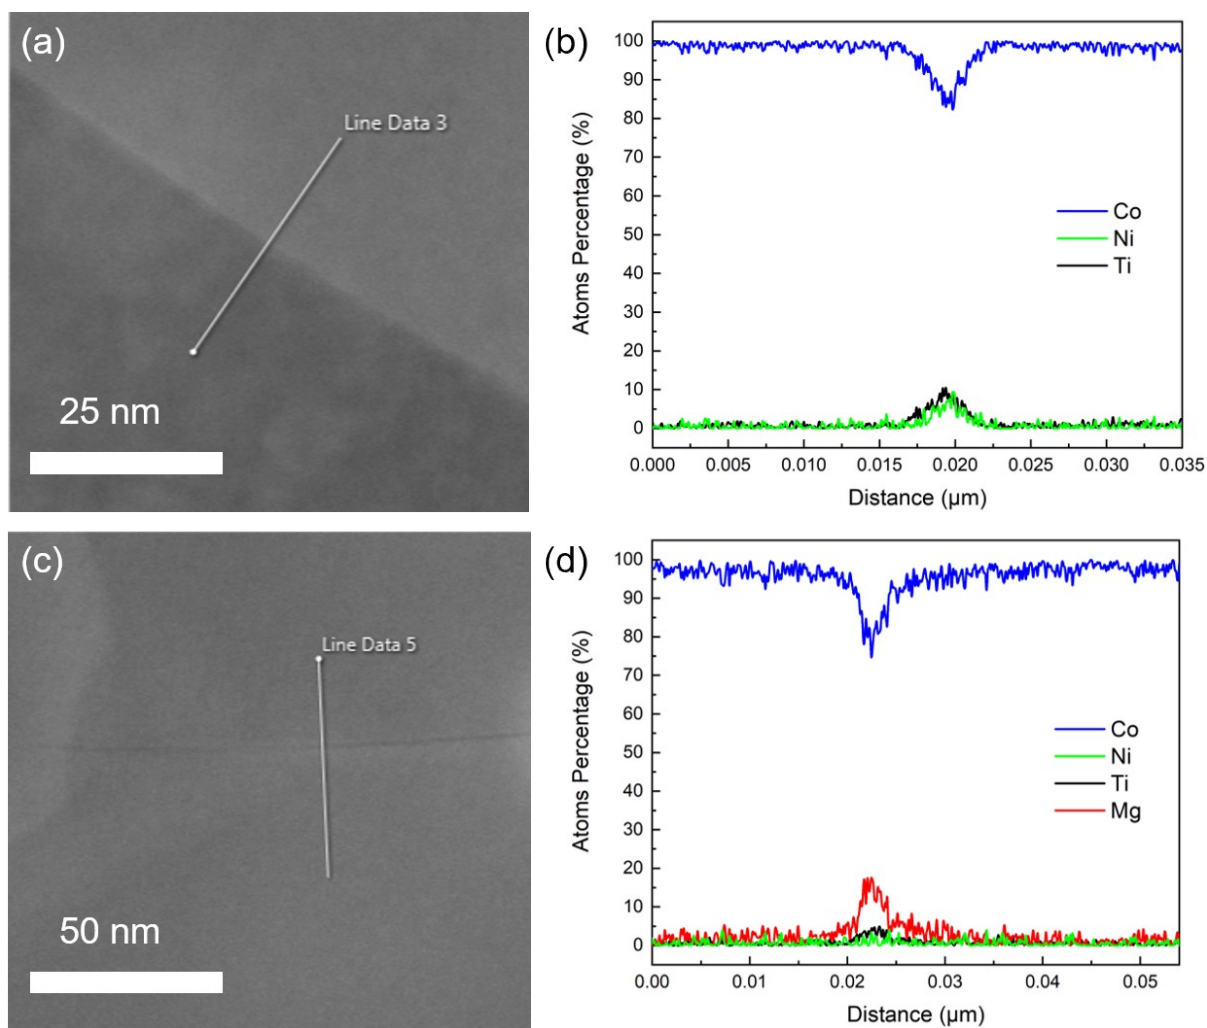 (a)
Line Data 3
25 nm
(b)
100
90
80
70
60
50
40
30
20
10
0
Atoms Percentage (%)
Co
Ni
Ti
0.000 0.005 0.010 0.015 0.020 0.025 0.030 0.035
Distance (µm)
(c)
Line Data 5
50 nm
(d)
100
90
80
70
60
50
40
30
20
10
0
Atoms Percentage (%)
Co
Ni
Ti
Mg
0.00 0.01 0.02 0.03 0.04 0.05
Distance (µm)